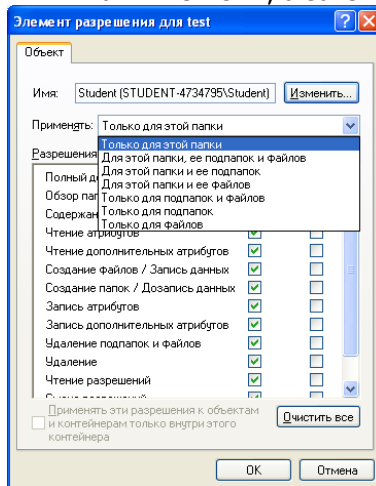 Элемент разрешения для test
Объект
Имя: Student (STUDENT-4734795\Student) Изменить...
Применять: Только для этой папки
Только для этой папки
Для этой папки, ее подпапок и файлов
Для этой папки и ее подпапок
Для этой папки и ее файлов
Только для подпапок и файлов
Только для подпапок
Только для файлов
Разрешения
Полный
Обзор
Чтение атрибутов
Чтение дополнительных атрибутов
Создание файлов / Запись данных
Создание папок / Дозапись данных
Запись атрибутов
Запись дополнительных атрибутов
Удаление подпапок и файлов
Удаление
Чтение разрешений
Применять эти разрешения к объектам
и контейнерам только внутри этого
контейнера
Очистить все
ОК Отмена